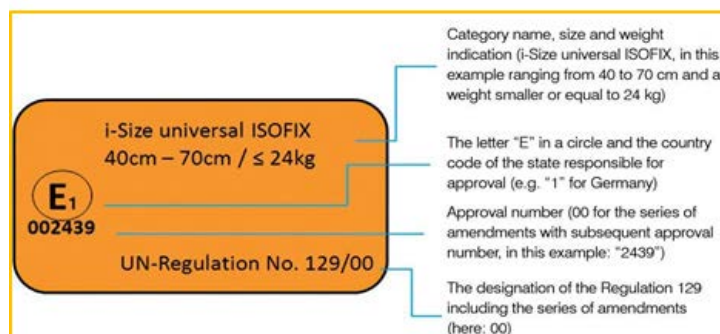 i-Size universal ISOFIX
40cm – 70cm / ≤ 24kg
E1
002439
UN-Regulation No. 129/00
Category name, size and weight
indication (i-Size universal ISOFIX, in this
example ranging from 40 to 70 cm and a
weight smaller or equal to 24 kg)
The letter “E” in a circle and the country
code of the state responsible for
approval (e.g. “1” for Germany)
Approval number (00 for the series of
amendments with subsequent approval
number, in this example: “2439”)
The designation of the Regulation 129
including the series of amendments
(here: 00)